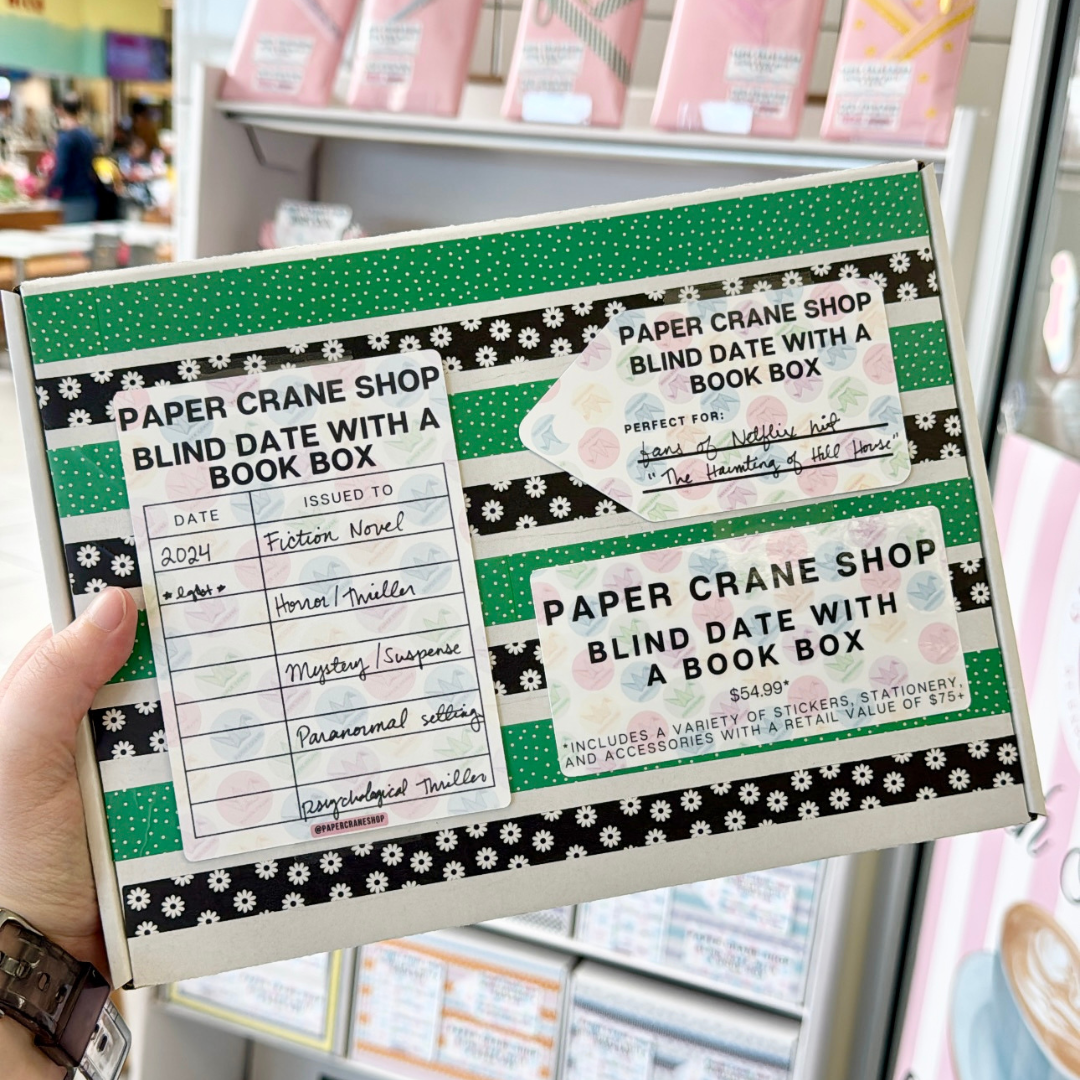 PAPER CRANE SHOP
BLIND DATE WITH A
BOOK BOX
DATE
ISSUED TO
2024
Fiction Novel
*lgbt*
Horror/Thriller
Mystery/Suspense
Paranormal setting
Psychological Thriller
@PAPERCRANESHOP
PAPER CRANE SHOP
BLIND DATE WITH A
BOOK BOX
PERFECT FOR:
fans of Netflix hit
"The Haunting of Hill House"
PAPER CRANE SHOP
BLIND DATE WITH
A BOOK BOX
$54.99*
*INCLUDES A VARIETY OF STICKERS, STATIONERY,
AND ACCESSORIES WITH A RETAIL VALUE OF $75+